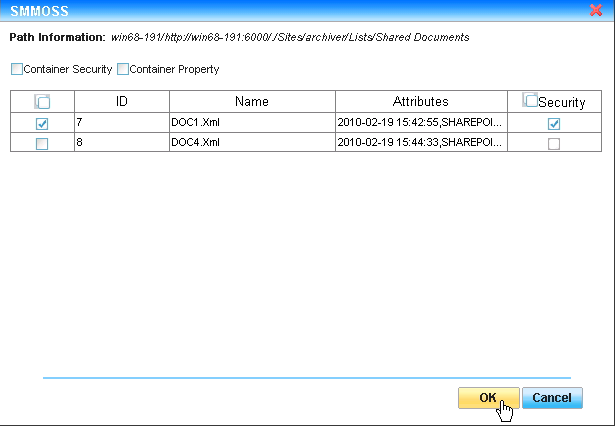 SMMOSS
Path Information: win68-191/http://win68-191:6000/./Sites/archiver/Lists/Shared Documents
Container Security Container Property
ID Name Attributes Security
7 DOC1.Xml 2010-02-19 15:42:55,SHAREPOI...
8 DOC4.Xml 2010-02-19 15:44:33,SHAREPOI...
OK Cancel